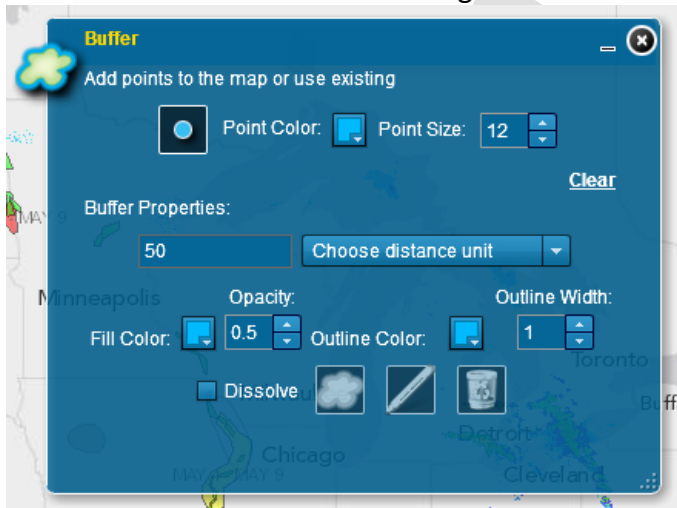 Buffer
Add points to the map or use existing
Point Color: Point Size: 12
Clear
Buffer Properties:
50 Choose distance unit
Minneapolis Opacity: Outline Width:
Fill Color: 0.5 Outline Color: 1
Toronto
Dissolve
Buff
Detroit
Chicago
Cleveland
MAY 9
MAY 9